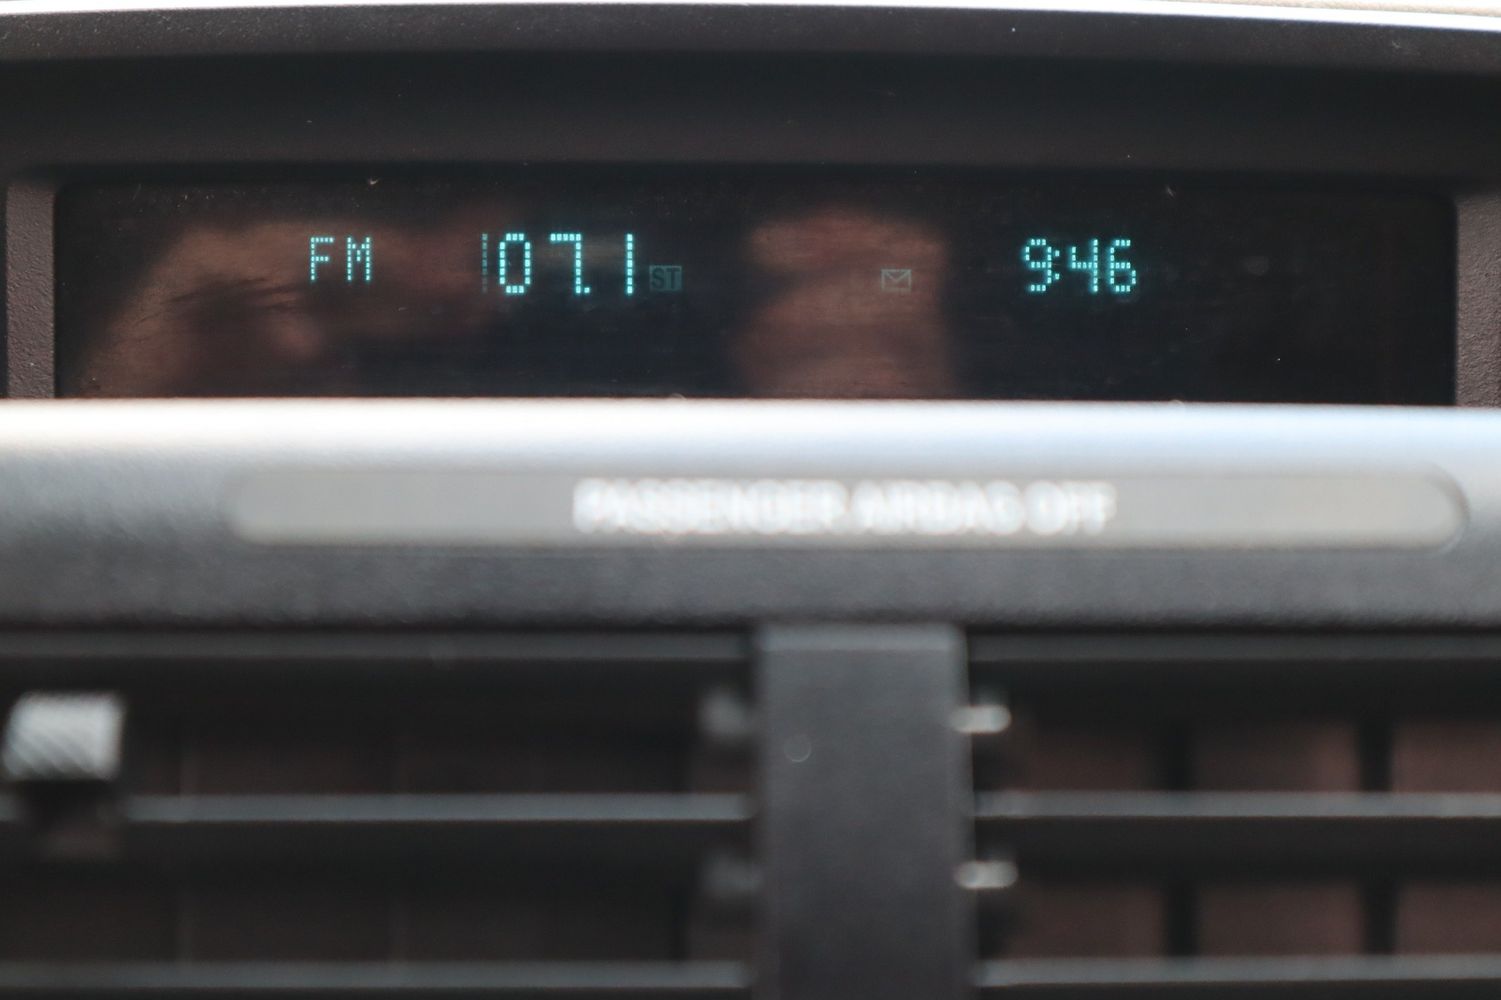 FM 107.1 ST 9:46
PASSENGER AIRBAG OFF